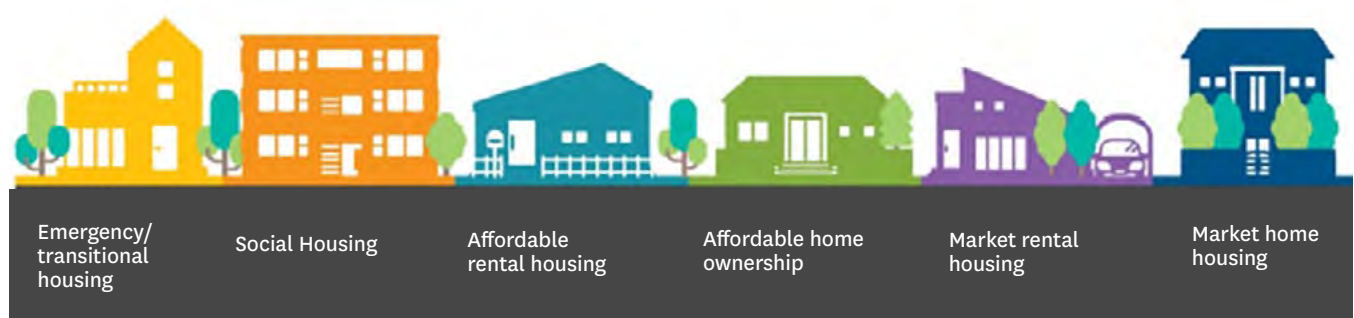 Emergency/
transitional
housing
Social Housing
Affordable
rental housing
Affordable home
ownership
Market rental
housing
Market home
housing